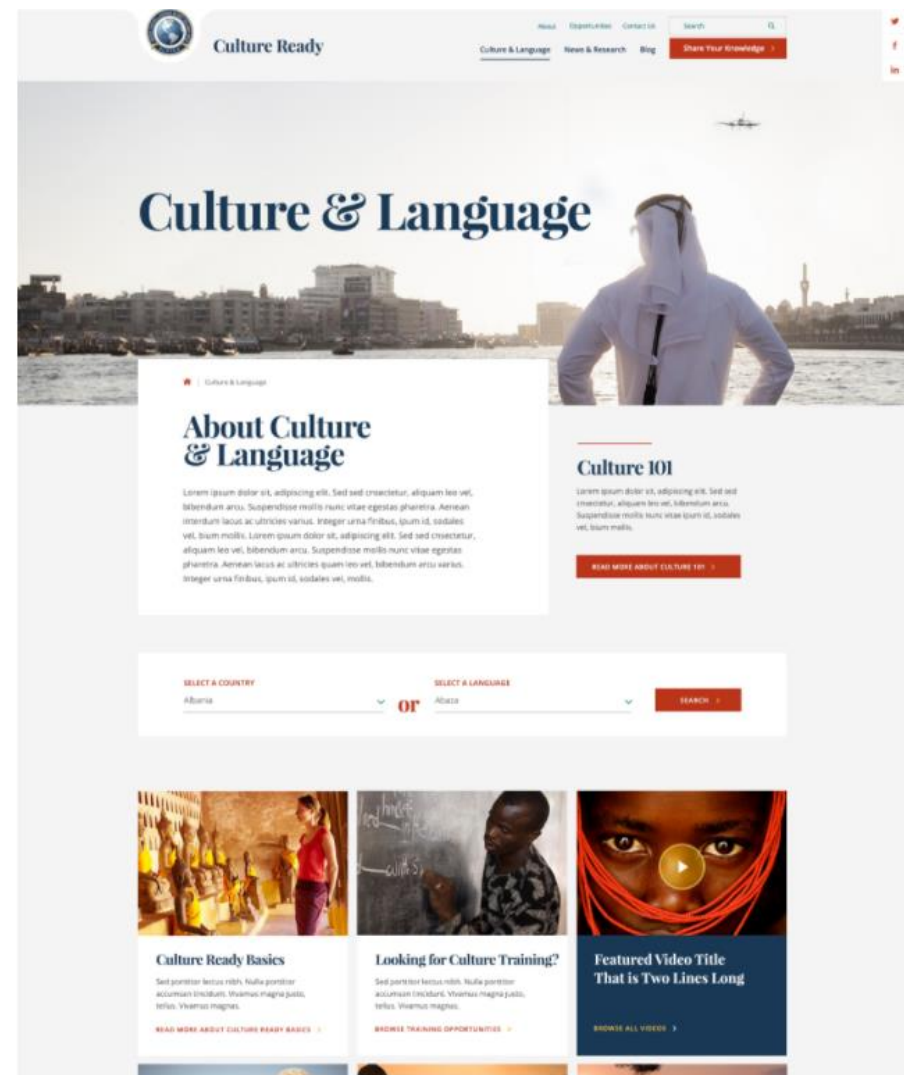 Culture Ready
About Opportunities Contact Us Search
Culture & Language News & Research Blog Share Your Knowledge >
Culture & Language
Culture & Language
About Culture
& Language
Lorem ipsum dolor sit, adipiscing elit. Sed sed cnsectetur, aliquam leo vel,
bibendum arcu. Suspendisse mollis nunc vitae egestas pharetra. Aenean
interdum lacus ac ultricies varius. Integer urna finibus, ipum id, sodales
vel, bium mollis. Lorem ipsum dolor sit, adipiscing elit. Sed sed cnsectetur,
aliquam leo vel, bibendum arcu. Suspendisse mollis nunc vitae egestas
pharetra. Aenean lacus ac ultricies quam leo vel, bibendum arcu varius.
Integer urna finibus, ipum id, sodales vel, mollis.
Culture 101
Lorem ipsum dolor sit, adipiscing elit. Sed sed
cnsectetur, aliquam leo vel, bibendum arcu.
Suspendisse mollis nunc vitae ipsum id, sodales
vel, bium mollis.
READ MORE ABOUT CULTURE 101 >
SELECT A COUNTRY
Albania
or
SELECT A LANGUAGE
Abaza
SEARCH >
Culture Ready Basics
Sed porttitor lectus nibh. Nulla porttitor
accumsan tincidunt. Vivamus magna justo,
tellus. Vivamus magnas.
READ MORE ABOUT CULTURE READY BASICS >
Looking for Culture Training?
Sed porttitor lectus nibh. Nulla porttitor
accumsan tincidunt. Vivamus magna justo,
tellus. Vivamus magnas.
BROWSE TRAINING OPPORTUNITIES >
Featured Video Title
That is Two Lines Long
BROWSE ALL VIDEOS >